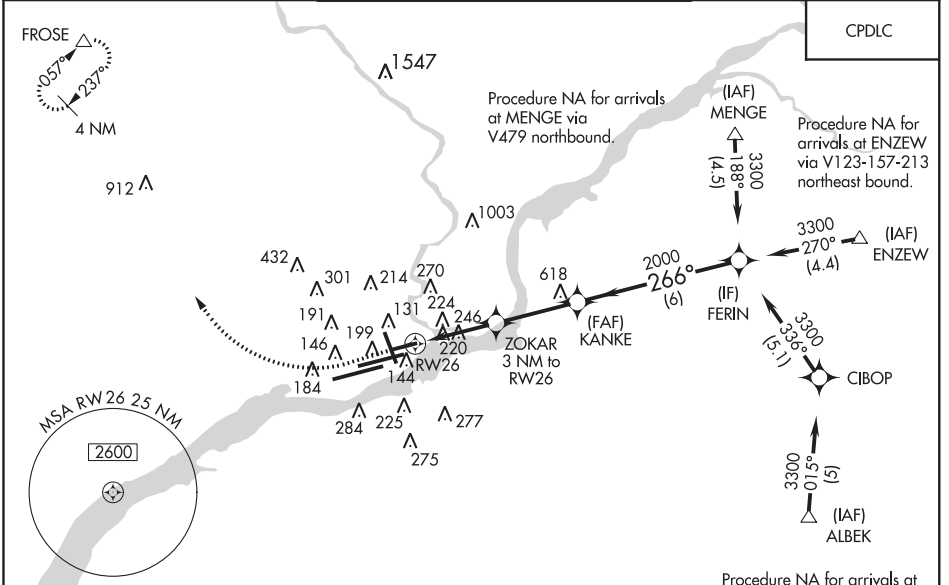 CPDLC
FROSE
057°
237°
4 NM
1547
Procedure NA for arrivals
at MENGE via
V479 northbound.
(IAF)
MENGE
3300
188°
(4.5)
Procedure NA for
arrivals at ENZEW
via V123-157-213
northeast bound.
912
1003
3300
270°
(4.4)
(IAF)
ENZEW
2000
266°
(6)
(IF)
FERIN
432
301
214
270
618
191
131
224
246
(FAF)
KANKE
146
199
220
ZOKAR
3 NM to
RW26
RW26
144
184
3300
336°
(5.1)
CIBOP
284
225
277
275
MSA RW 26 25 NM
2600
3300
015°
(5)
(IAF)
ALBEK
Procedure NA for arrivals at